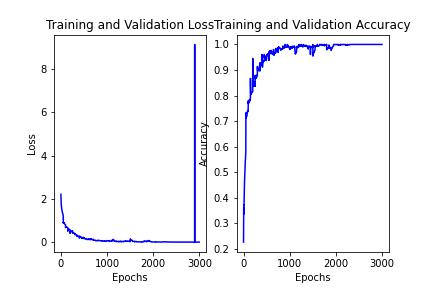 Training and Validation Loss
Loss
8
6
4
2
0
0 1000 2000 3000
Epochs
Training and Validation Accuracy
Accuracy
1.0
0.9
0.8
0.7
0.6
0.5
0.4
0.3
0.2
0 1000 2000 3000
Epochs